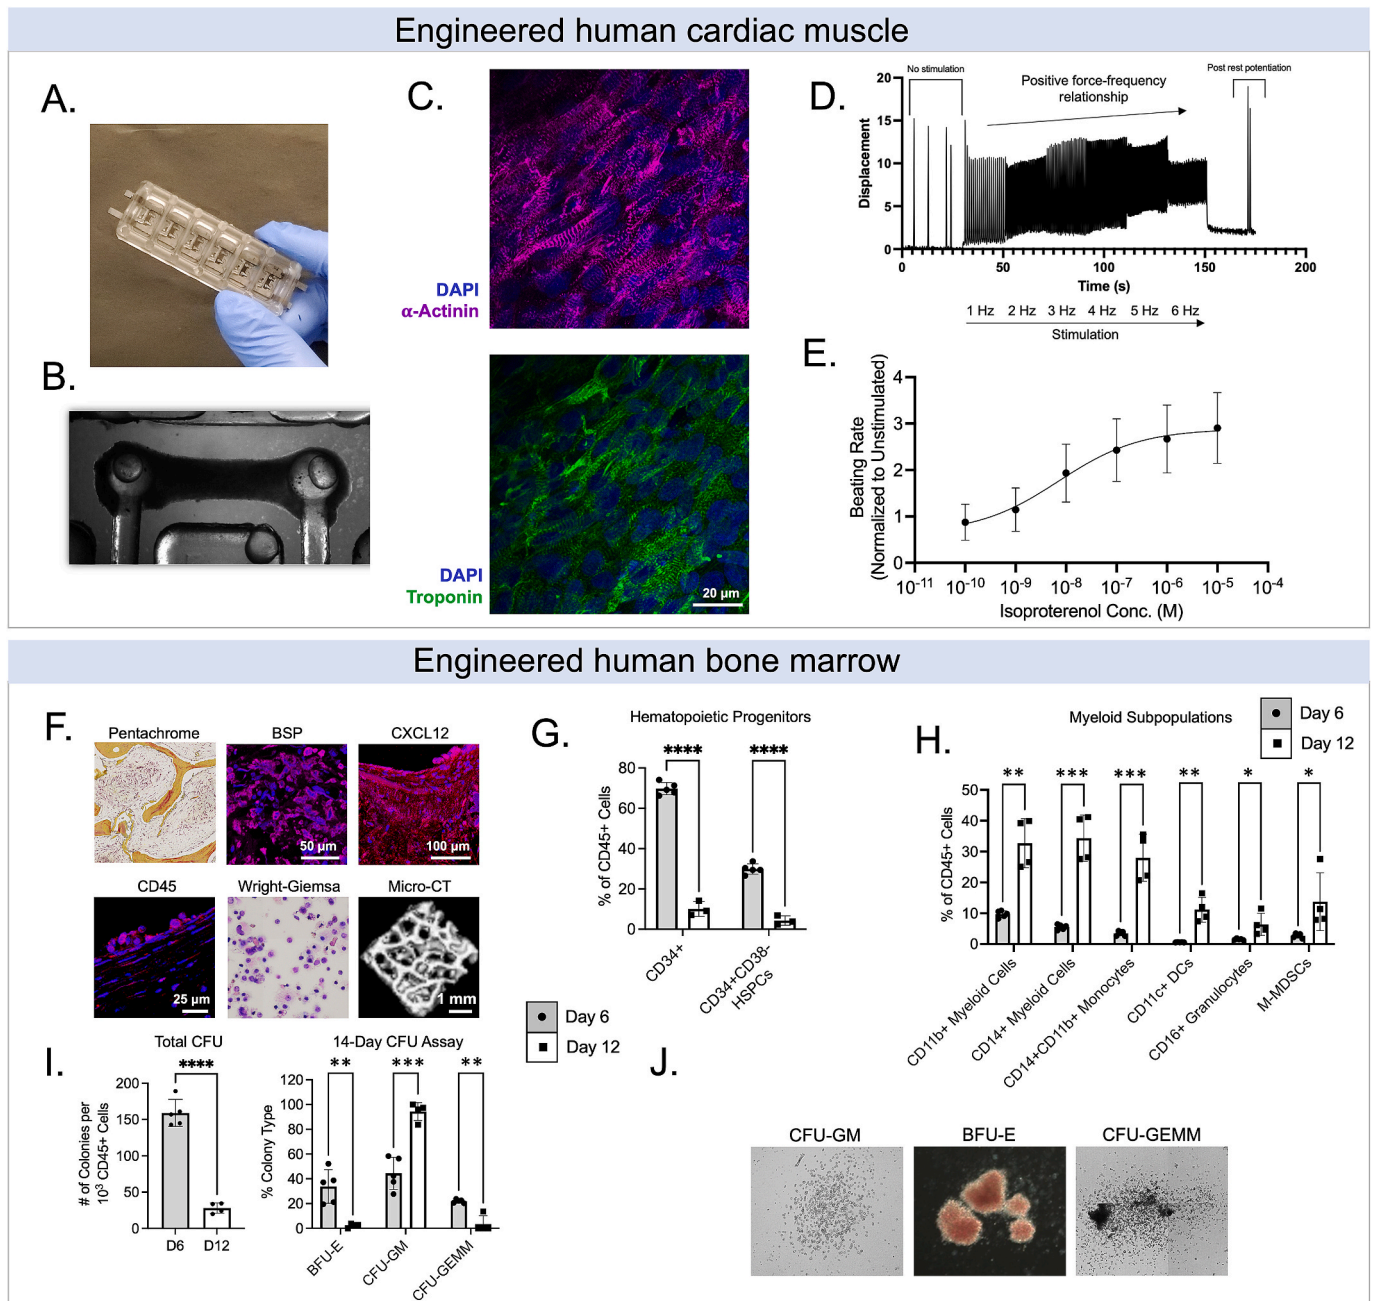 Engineered human cardiac muscle
A.
B.
C.
DAPI
α-Actinin
DAPI
Troponin
20 µm
D.
No stimulation
Positive force-frequency
relationship
Post rest potentiation
Displacement
20
15
10
5
0
0 50 100 150 200
Time (s)
1 Hz 2 Hz 3 Hz 4 Hz 5 Hz 6 Hz
Stimulation
E.
Beating Rate
(Normalized to Unstimulated)
4
3
2
1
0
10-11 10-10 10-9 10-8 10-7 10-6 10-5 10-4
Isoproterenol Conc. (M)
Engineered human bone marrow
F.
Pentachrome BSP CXCL12
50 µm 100 µm
CD45 Wright-Giemsa Micro-CT
25 µm 1 mm
G.
Hematopoietic Progenitors
**** ****
% of CD45+ Cells
80
60
40
20
0
CD34+
CD34+CD38-
HSPCs
Day 6
Day 12
H.
Myeloid Subpopulations
Day 6
Day 12
** *** *** ** * *
% of CD45+ Cells
50
40
30
20
10
0
CD11b+ Myeloid Cells
CD14+ Myeloid Cells
CD14+CD11b+ Monocytes
CD11c+ DCs
CD16+ Granulocytes
M-MDSCs
I.
Total CFU
****
# of Colonies per
10³ CD45+ Cells
200
150
100
50
0
D6 D12
14-Day CFU Assay
** *** **
% Colony Type
120
100
80
60
40
20
0
BFU-E
CFU-GM
CFU-GEMM
J.
CFU-GM BFU-E CFU-GEMM